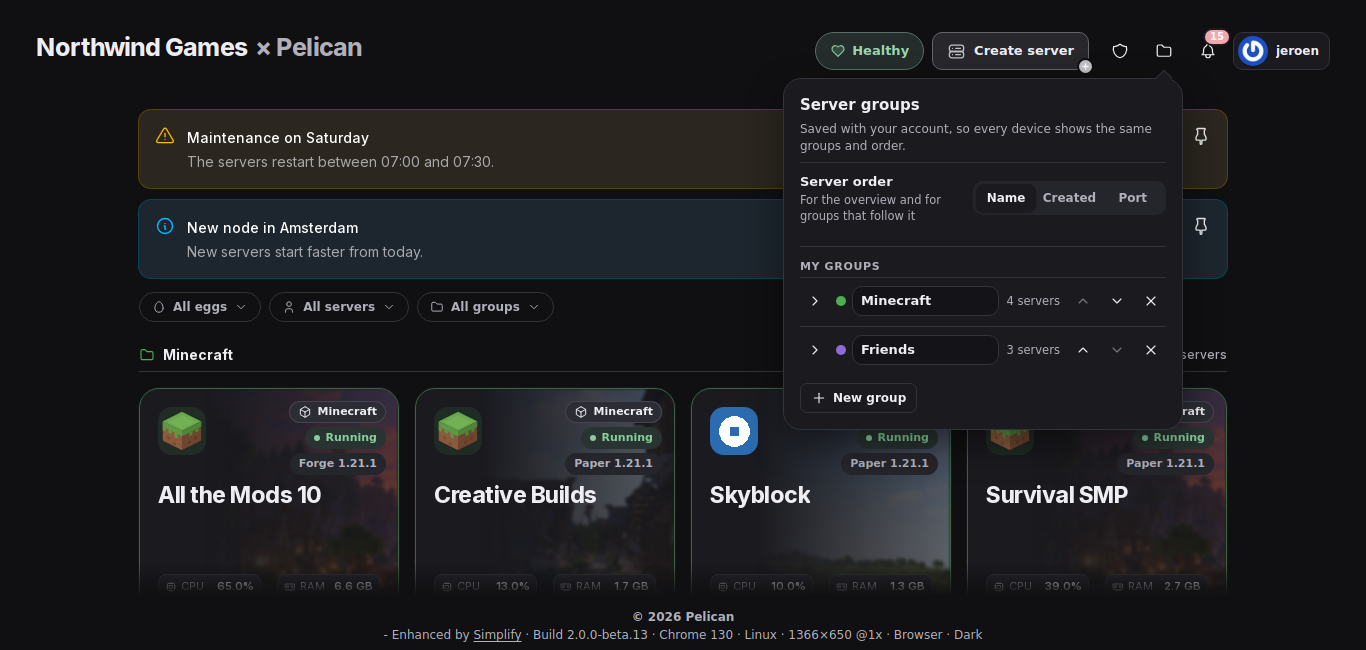 Northwind Games × Pelican
Healthy
Create server
15
jeroen
Maintenance on Saturday
The servers restart between 07:00 and 07:30.
New node in Amsterdam
New servers start faster from today.
Server groups
Saved with your account, so every device shows the same
groups and order.
Server order
For the overview and for
groups that follow it
Name Created Port
MY GROUPS
Minecraft 4 servers
Friends 3 servers
New group
All eggs All servers All groups
Minecraft
servers
Minecraft
Running
Forge 1.21.1
All the Mods 10
CPU 65.0% RAM 6.6 GB
Minecraft
Running
Paper 1.21.1
Creative Builds
CPU 13.0% RAM 1.7 GB
Running
Paper 1.21.1
Skyblock
CPU 10.0% RAM 1.3 GB
raft
Running
Paper 1.21.1
Survival SMP
CPU 39.0% RAM 2.7 GB
© 2026 Pelican
- Enhanced by Simplify · Build 2.0.0-beta.13 · Chrome 130 · Linux · 1366×650 @1x · Browser · Dark